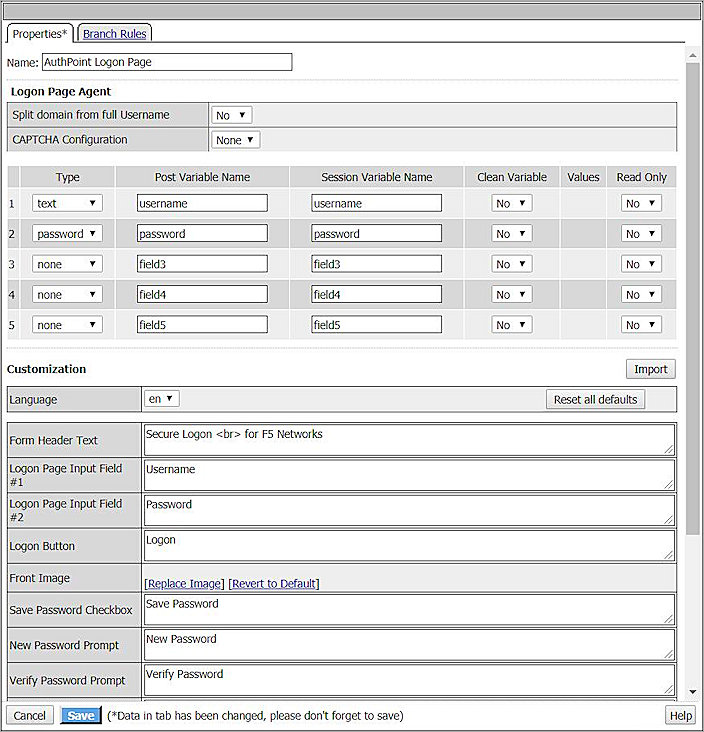 Properties* Branch Rules
Name: AuthPoint Logon Page
Logon Page Agent
Split domain from full Username No
CAPTCHA Configuration None
Type Post Variable Name Session Variable Name Clean Variable Values Read Only
1 text username username No No
2 password password password No No
3 none field3 field3 No No
4 none field4 field4 No No
5 none field5 field5 No No
Customization Import
Language en Reset all defaults
Form Header Text Secure Logon <br> for F5 Networks
Logon Page Input Field Username
#1
Logon Page Input Field Password
#2
Logon Button Logon
Front Image [Replace Image] [Revert to Default]
Save Password Checkbox Save Password
New Password Prompt New Password
Verify Password Prompt Verify Password
Cancel Save (*Data in tab has been changed, please don't forget to save) Help